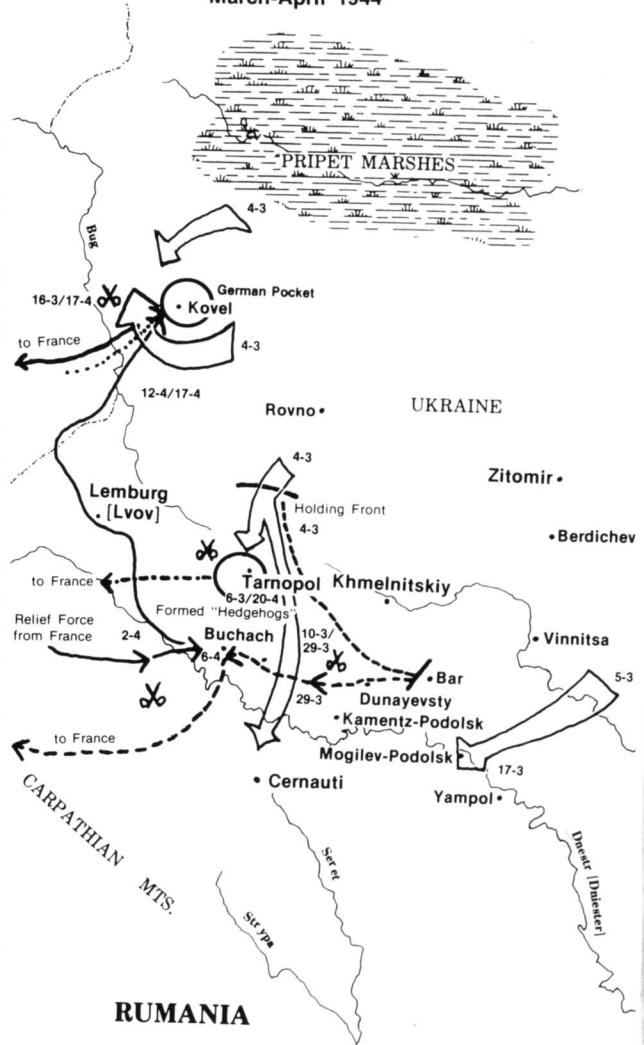 March-April 1944
PRIPET MARSHES
4-3
Bug
16-3/17-4
German Pocket
Kovel
to France
4-3
12-4/17-4
Rovno
UKRAINE
4-3
Zitomir
Lemburg
[Lvov]
Holding Front
4-3
Berdichev
to France
Tarnopol
Khmelnitskiy
6-3/20-4
Formed "Hedgehogs"
Relief Force
from France
2-4
Buchach
10-3/
29-3
Vinnitsa
6-4
Bar
5-3
29-3
Dunayevsty
Kamentz-Podolsk
to France
Mogilev-Podolsk
17-3
Cernauti
Yampol
CARPATHIAN
MTS.
Seret
Strypa
Dnestr [Dniester]
RUMANIA